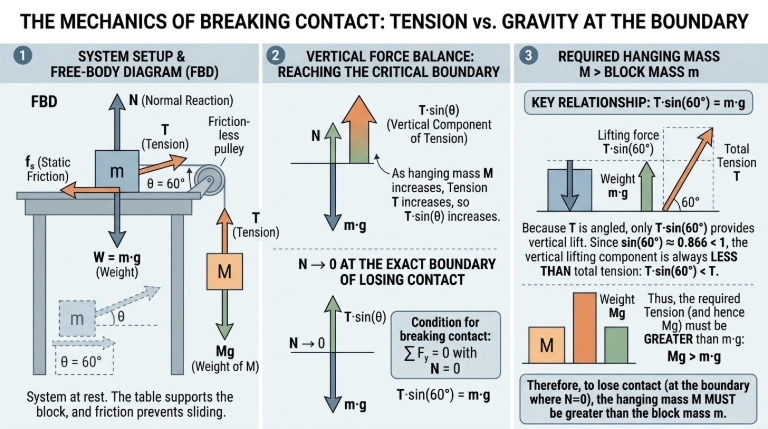 THE MECHANICS OF BREAKING CONTACT: TENSION vs. GRAVITY AT THE BOUNDARY
1
SYSTEM SETUP &
FREE-BODY DIAGRAM (FBD)
FBD
N (Normal Reaction)
T
(Tension)
Friction-
less
pulley
fₛ (Static
Friction)
m
θ = 60°
T
(Tension)
W = m·g
(Weight)
M
m
θ
θ = 60°
Mg
(Weight of M)
System at rest. The table supports the
block, and friction prevents sliding.
2
VERTICAL FORCE BALANCE:
REACHING THE CRITICAL BOUNDARY
N
T·sin(θ)
(Vertical Component
of Tension)
As hanging mass M
increases, Tension
T increases, so
T·sin(θ) increases.
m·g
N → 0 AT THE EXACT BOUNDARY
OF LOSING CONTACT
T·sin(θ)
N → 0
Condition for
breaking contact:
∑ Fy = 0 with
N = 0
m·g
T·sin(60°) = m·g
3
REQUIRED HANGING MASS
M > BLOCK MASS m
KEY RELATIONSHIP: T·sin(60°) = m·g
Lifting force
T·sin(60°)
Total
Tension
T
Weight
m·g
60°
Because T is angled, only T·sin(60°) provides
vertical lift. Since sin(60°) ≈ 0.866 < 1, the
vertical lifting component is always LESS
THAN total tension: T·sin(60°) < T.
M
Weight
Mg
Thus, the required
Tension (and hence
Mg) must be
GREATER than m·g:
Mg > m·g
Therefore, to lose contact (at the boundary
where N=0), the hanging mass M MUST
be greater than the block mass m.